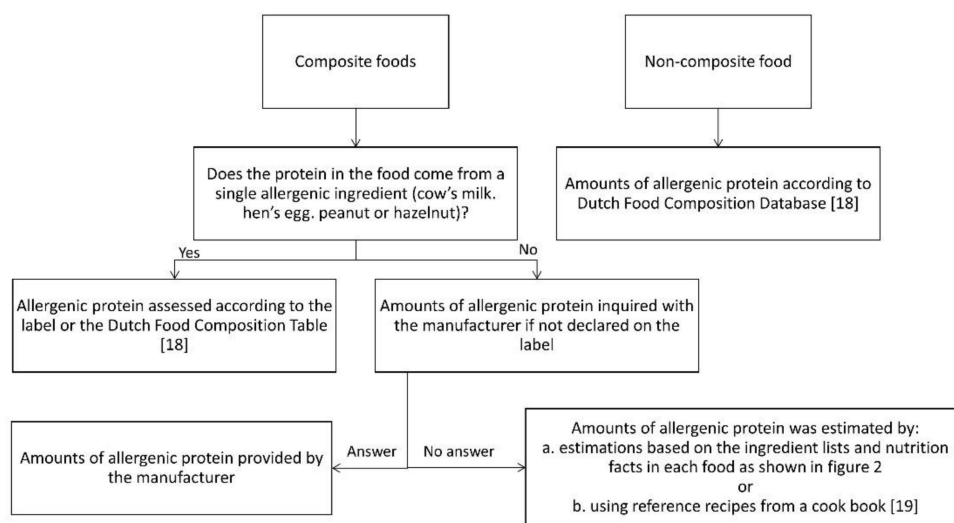 Composite foods
Non-composite food
Does the protein in the food come from a
single allergenic ingredient (cow's milk.
hen's egg. peanut or hazelnut)?
Amounts of allergenic protein according to
Dutch Food Composition Database [18]
Yes
No
Allergenic protein assessed according to the
label or the Dutch Food Composition Table
[18]
Amounts of allergenic protein inquired with
the manufacturer if not declared on the
label
Amounts of allergenic protein provided by
the manufacturer
Answer
No answer
Amounts of allergenic protein was estimated by:
a. estimations based on the ingredient lists and nutrition
facts in each food as shown in figure 2
or
b. using reference recipes from a cook book [19]